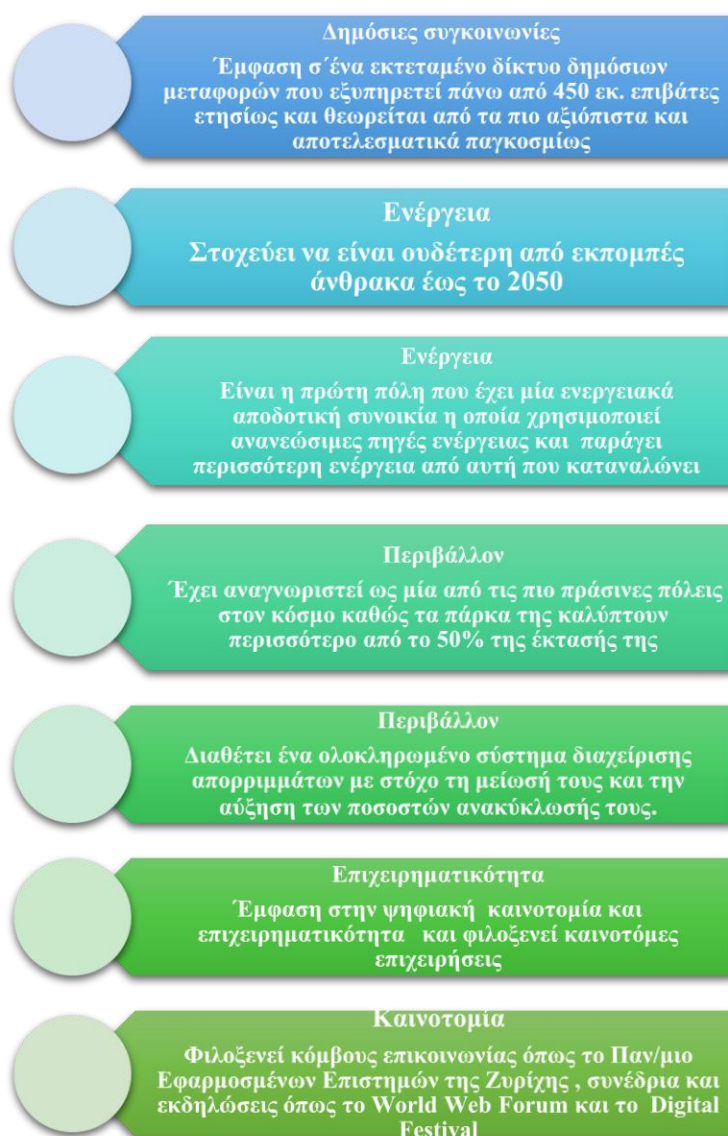 Δημόσιες συγκοινωνίες
Έμφαση σ΄ένα εκτεταμένο δίκτυο δημόσιων
μεταφορών που εξυπηρετεί πάνω από 450 εκ. επιβάτες
ετησίως και θεωρείται από τα πιο αξιόπιστα και
αποτελεσματικά παγκοσμίως
Ενέργεια
Στοχεύει να είναι ουδέτερη από εκπομπές
άνθρακα έως το 2050
Ενέργεια
Είναι η πρώτη πόλη που έχει μία ενεργειακά
αποδοτική συνοικία η οποία χρησιμοποιεί
ανανεώσιμες πηγές ενέργειας και παράγει
περισσότερη ενέργεια από αυτή που καταναλώνει
Περιβάλλον
Έχει αναγνωριστεί ως μία από τις πιο πράσινες πόλεις
στον κόσμο καθώς τα πάρκα της καλύπτουν
περισσότερο από το 50% της έκτασής της
Περιβάλλον
Διαθέτει ένα ολοκληρωμένο σύστημα διαχείρισης
απορριμμάτων με στόχο τη μείωσή τους και την
αύξηση των ποσοστών ανακύκλωσής τους.
Επιχειρηματικότητα
Έμφαση στην ψηφιακή καινοτομία και
επιχειρηματικότητα και φιλοξενεί καινοτόμες
επιχειρήσεις
Καινοτομία
Φιλοξενεί κόμβους επικοινωνίας όπως το Παν/μιο
Εφαρμοσμένων Επιστημών της Ζυρίχης , συνέδρια και
εκδηλώσεις όπως το World Web Forum και το Digital
Festival